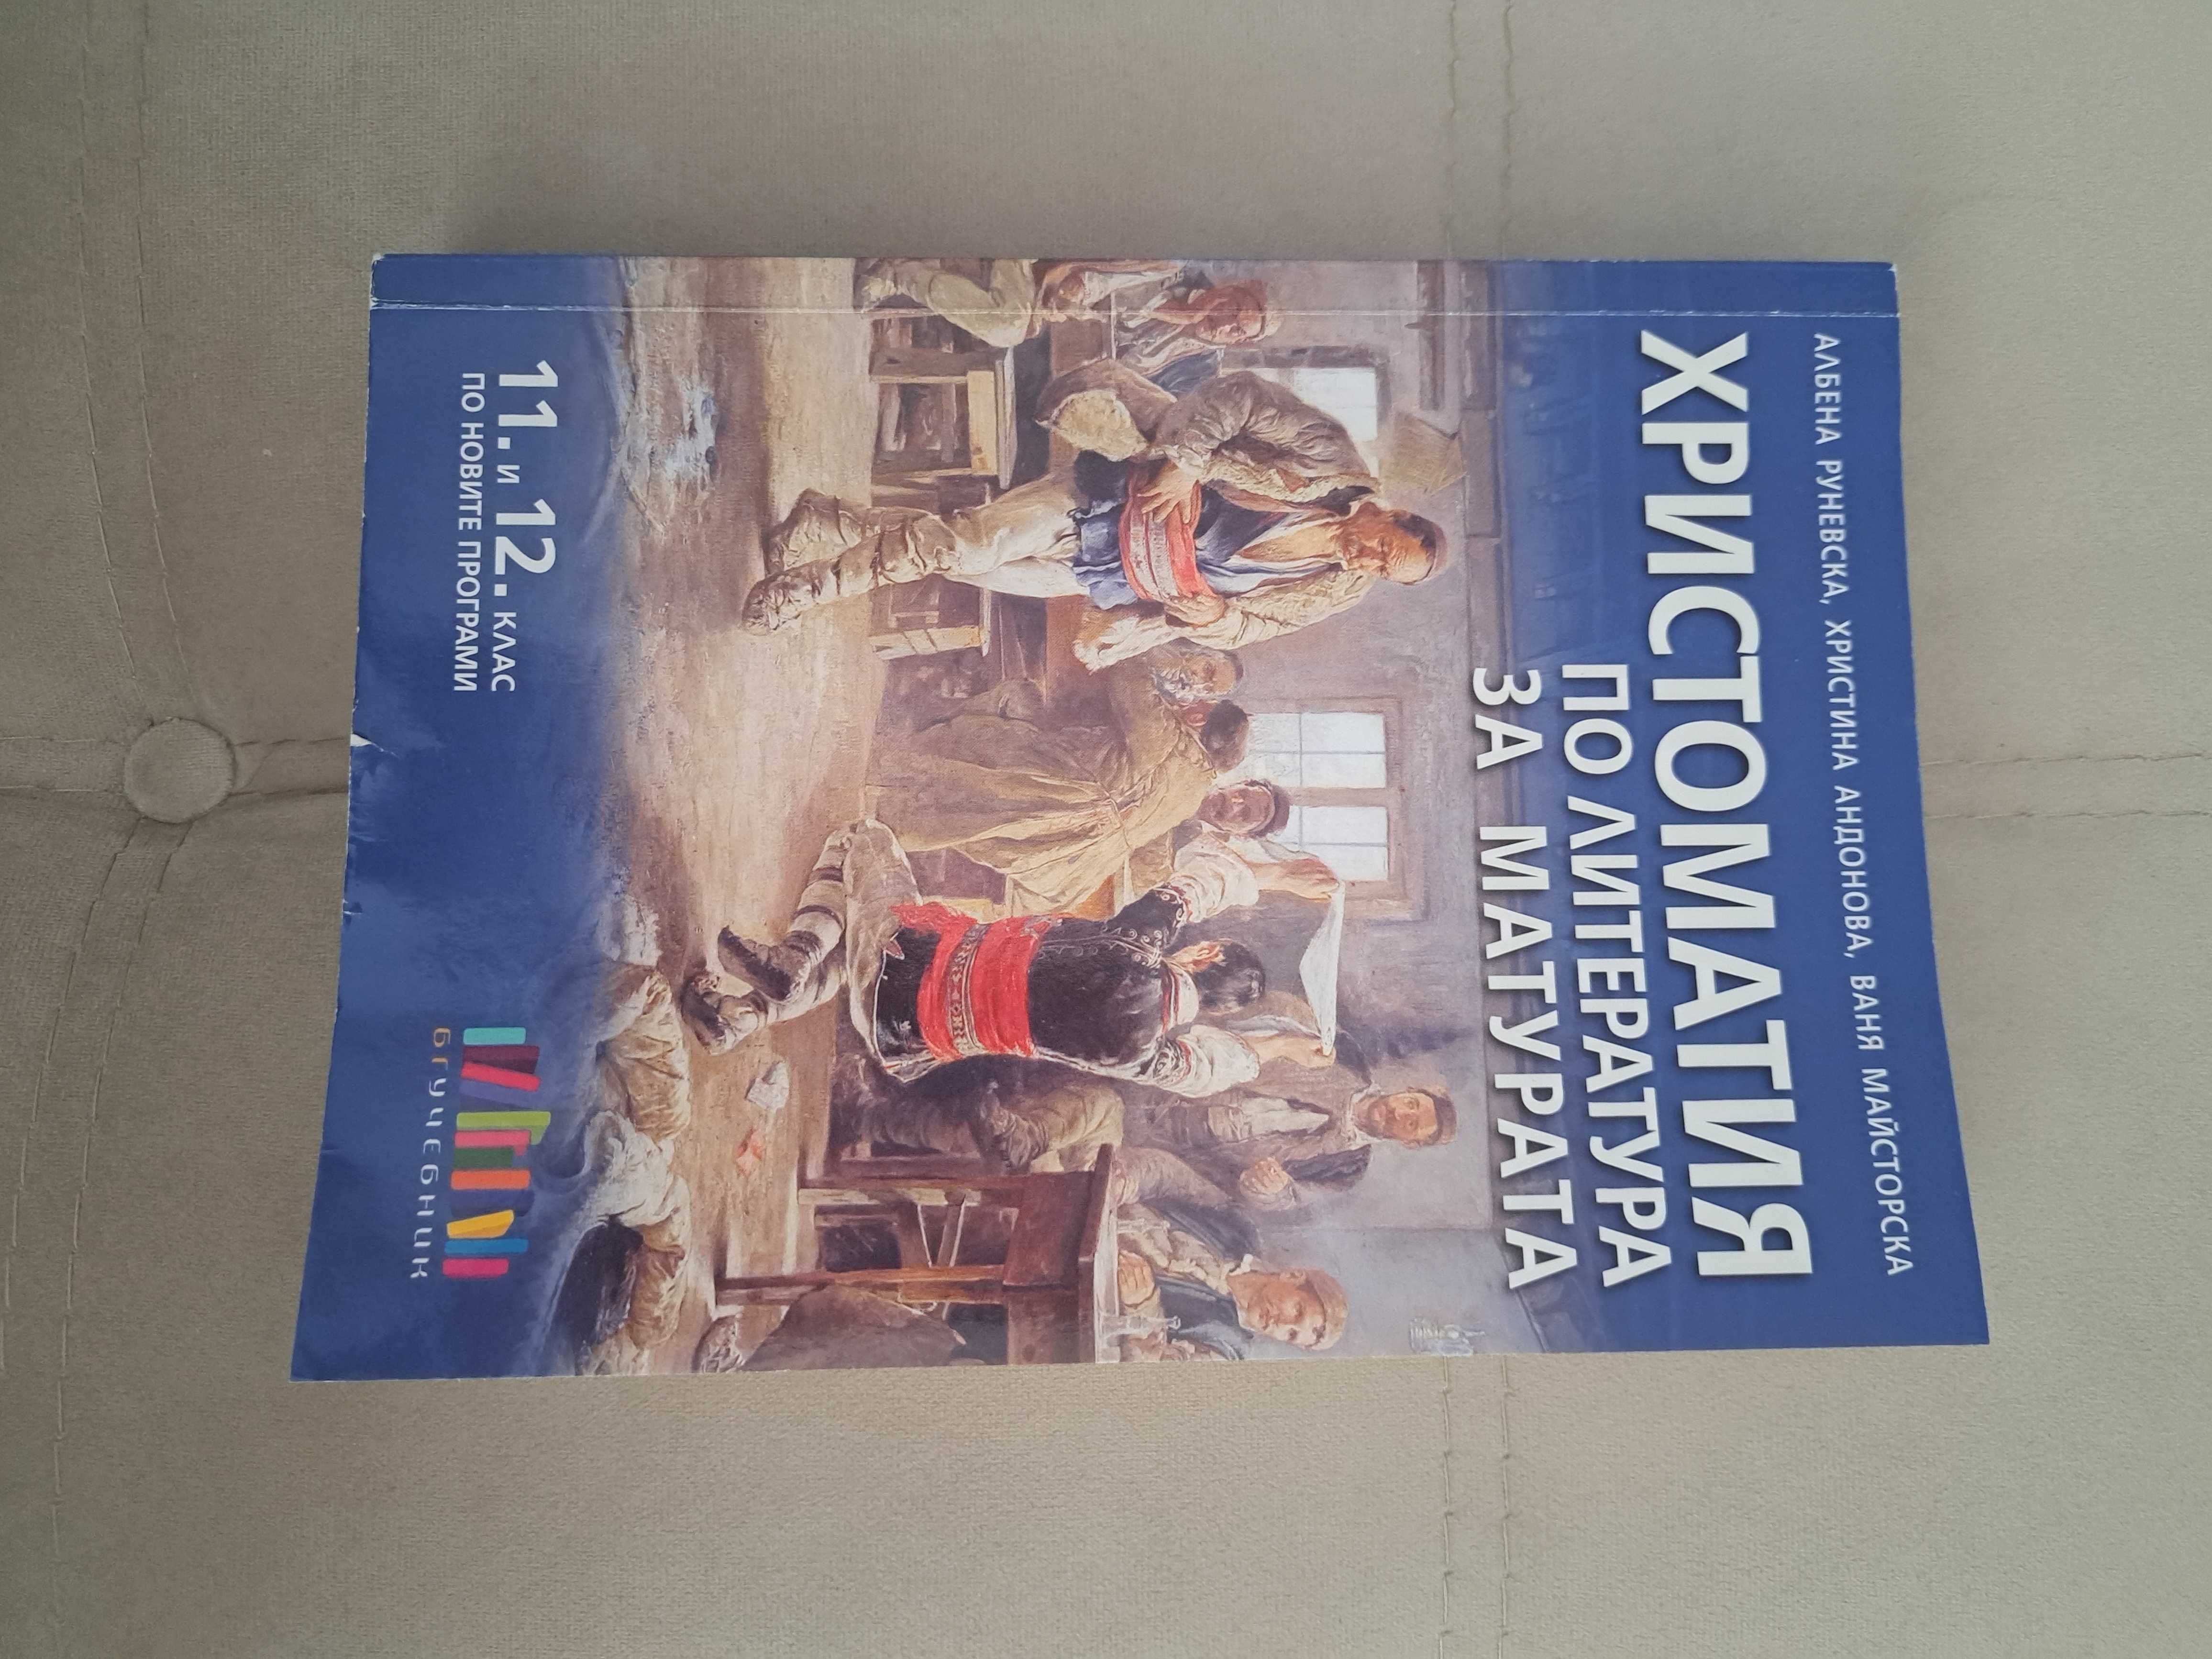 АЛБЕНА РУНЕВСКА, ХРИСТИНА АНДОНОВА, ВАНЯ МАЙСТОРСКА
ХРИСТОМАТИЯ
ПО ЛИТЕРАТУРА
ЗА МАТУРАТА
11. и 12. КЛАС
ПО НОВИТЕ ПРОГРАМИ
БГУЧЕБНИК